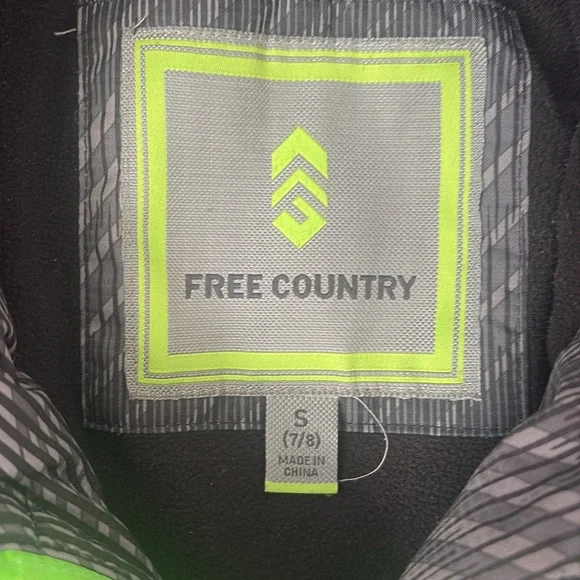 FREE COUNTRY
S
(7/8)
MADE IN
CHINA